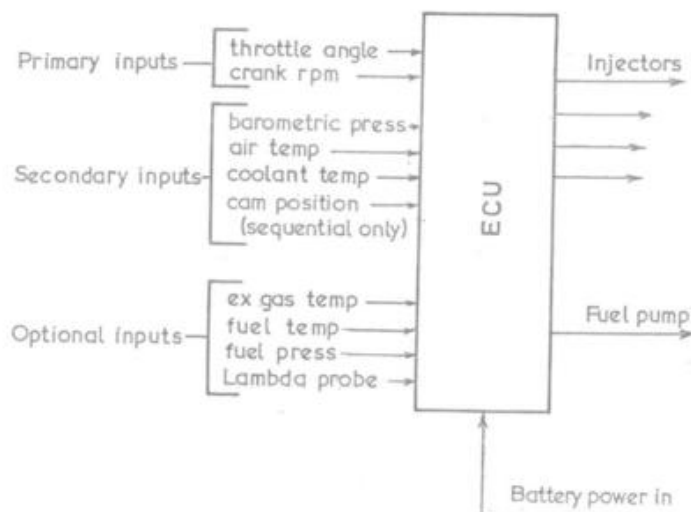 Primary inputs
throttle angle
crank rpm
Secondary inputs
barometric press
air temp
coolant temp
cam position
(sequential only)
Optional inputs
ex gas temp
fuel temp
fuel press
Lambda probe
ECU
Injectors
Fuel pump
Battery power in